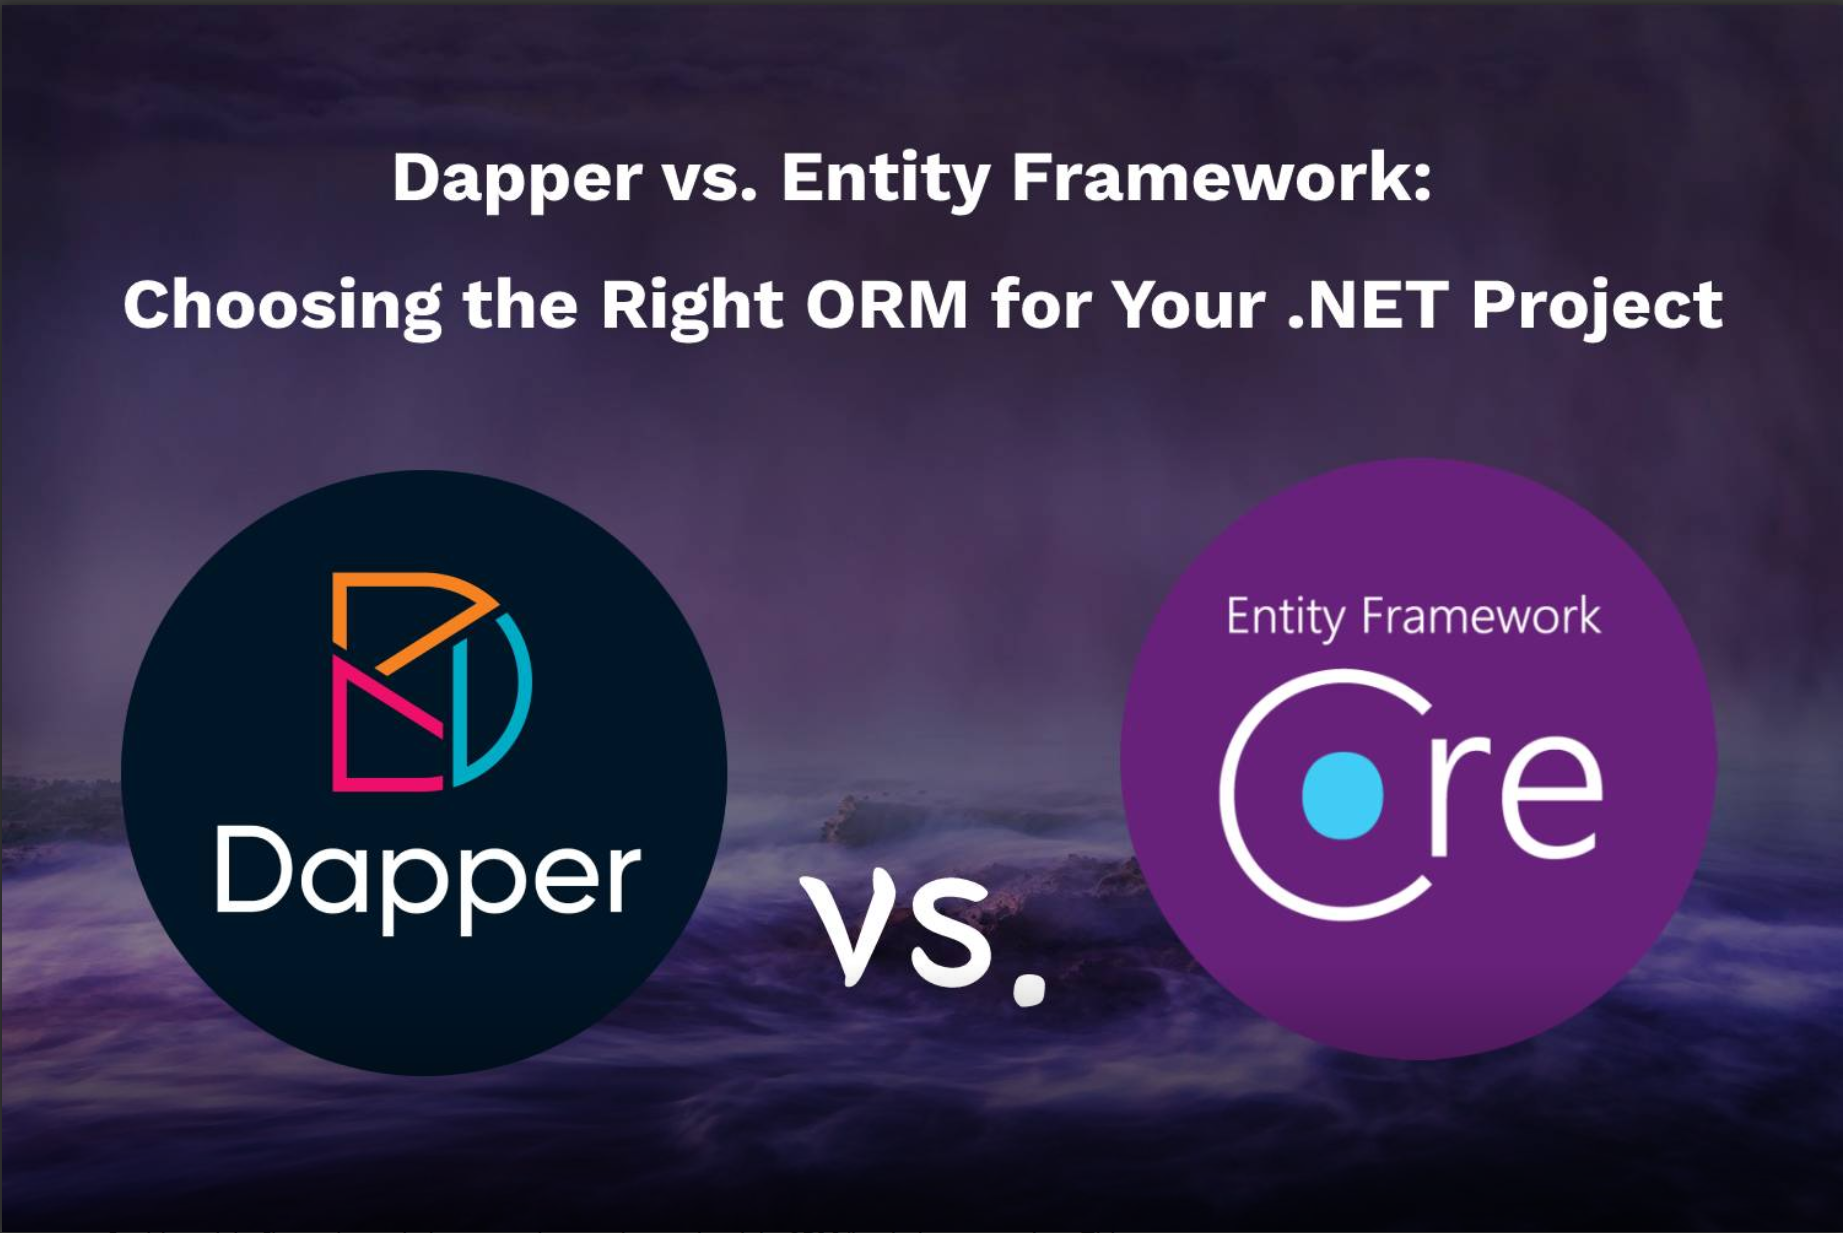 Dapper vs. Entity Framework:
Choosing the Right ORM for Your .NET Project
Dapper
vs.
Entity Framework
Core